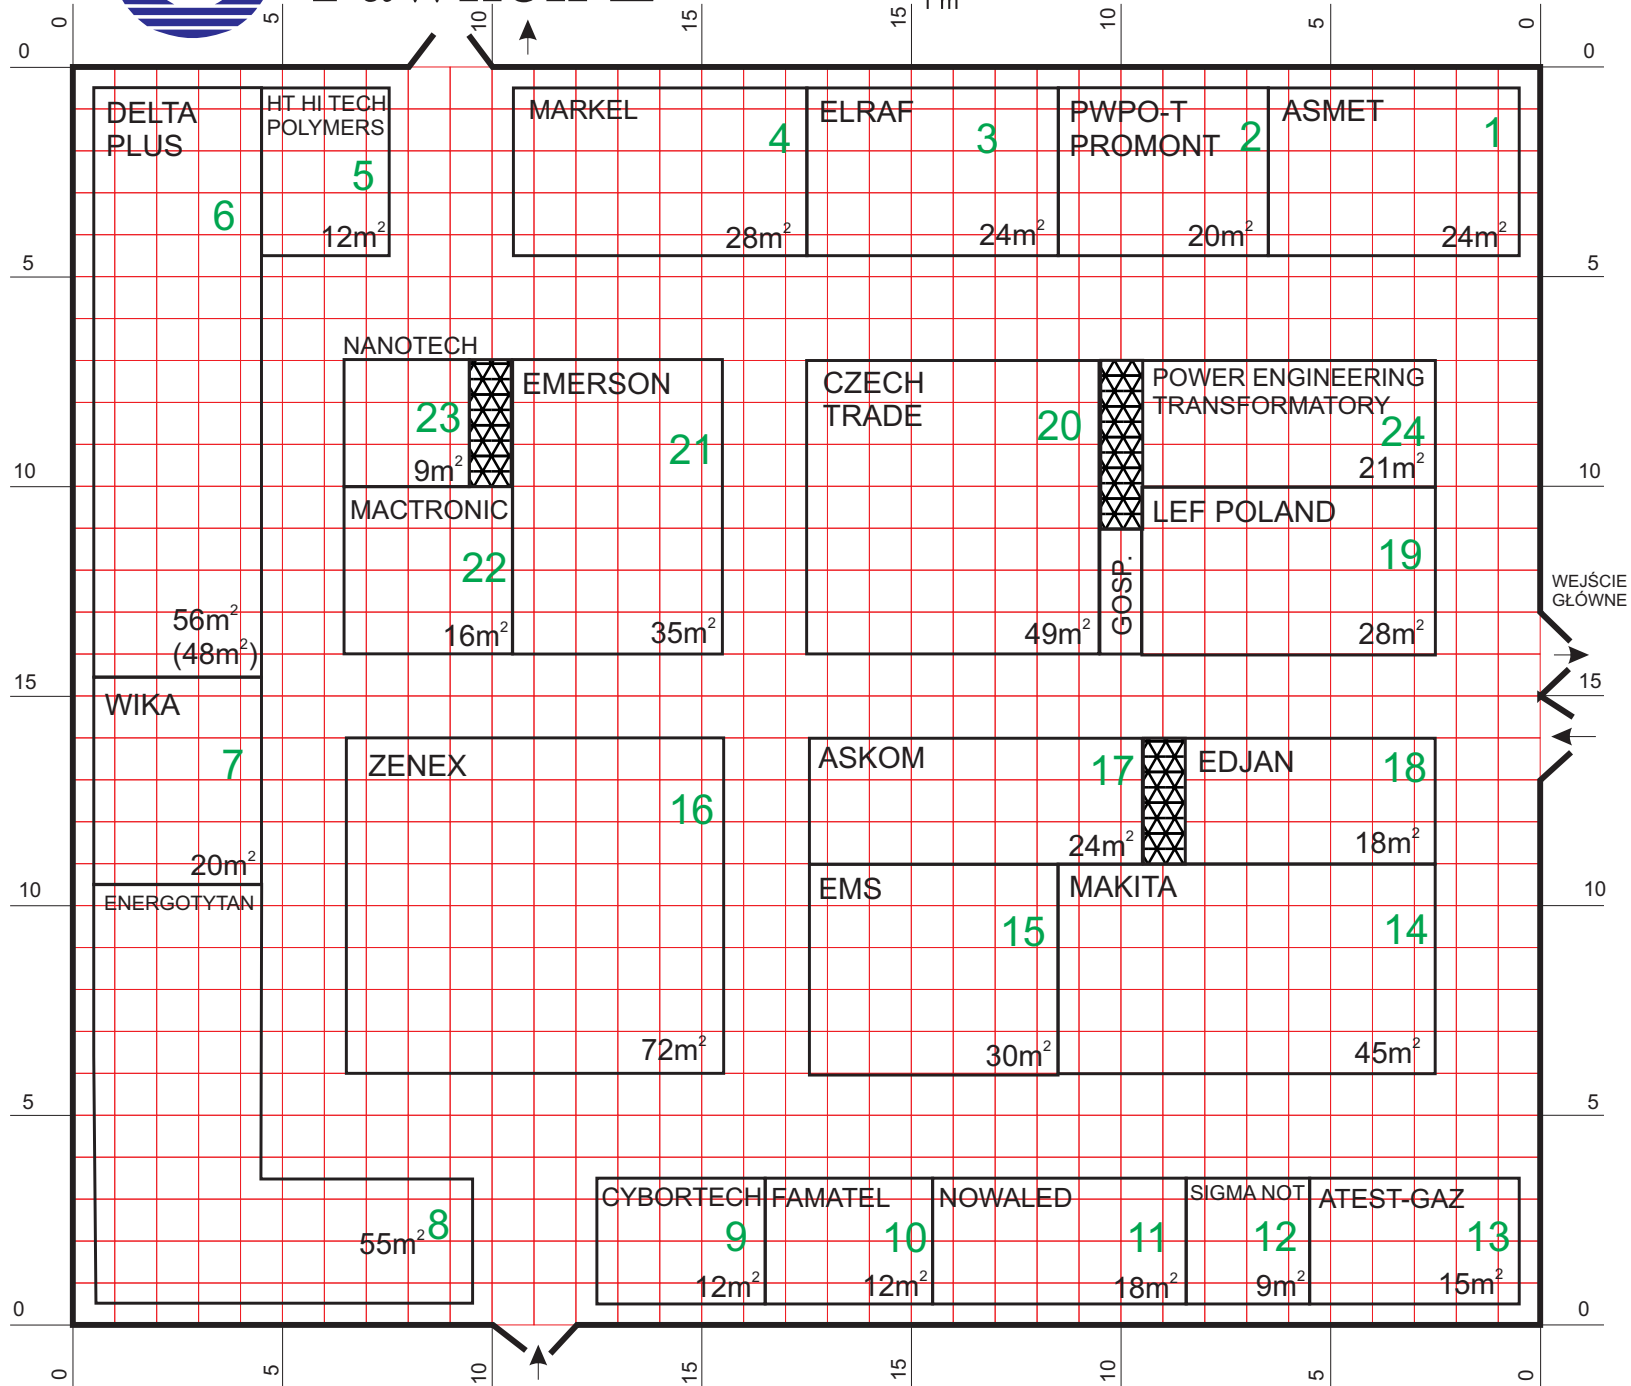 1 m
0 5 10 15 15 10 5 0
0 0
DELTA
PLUS
6
56m²
(48m²)
HT HI TECH
POLYMERS
5
12m²
MARKEL
4
28m²
ELRAF
3
24m²
PWPO-T
PROMONT
2
20m²
ASMET
1
24m²
5 5
NANOTECH
23
9m²
EMERSON
21
35m²
CZECH
TRADE
20
49m²
POWER ENGINEERING
TRANSFORMATORY
24
21m²
10 10
MACTRONIC
22
16m²
GOSP.
LEF POLAND
19
28m²
WEJŚCIE
GŁÓWNE
15 15
WIKA
7
20m²
ZENEX
16
72m²
ASKOM
17
24m²
EDJAN
18
18m²
10 10
ENERGOTYTAN
8
55m²
EMS
15
30m²
MAKITA
14
45m²
5 5
CYBORTECH
9
12m²
FAMATEL
10
12m²
NOWALED
11
18m²
SIGMA NOT
12
9m²
ATEST-GAZ
13
15m²
0 0
0 5 10 15 15 10 5 0